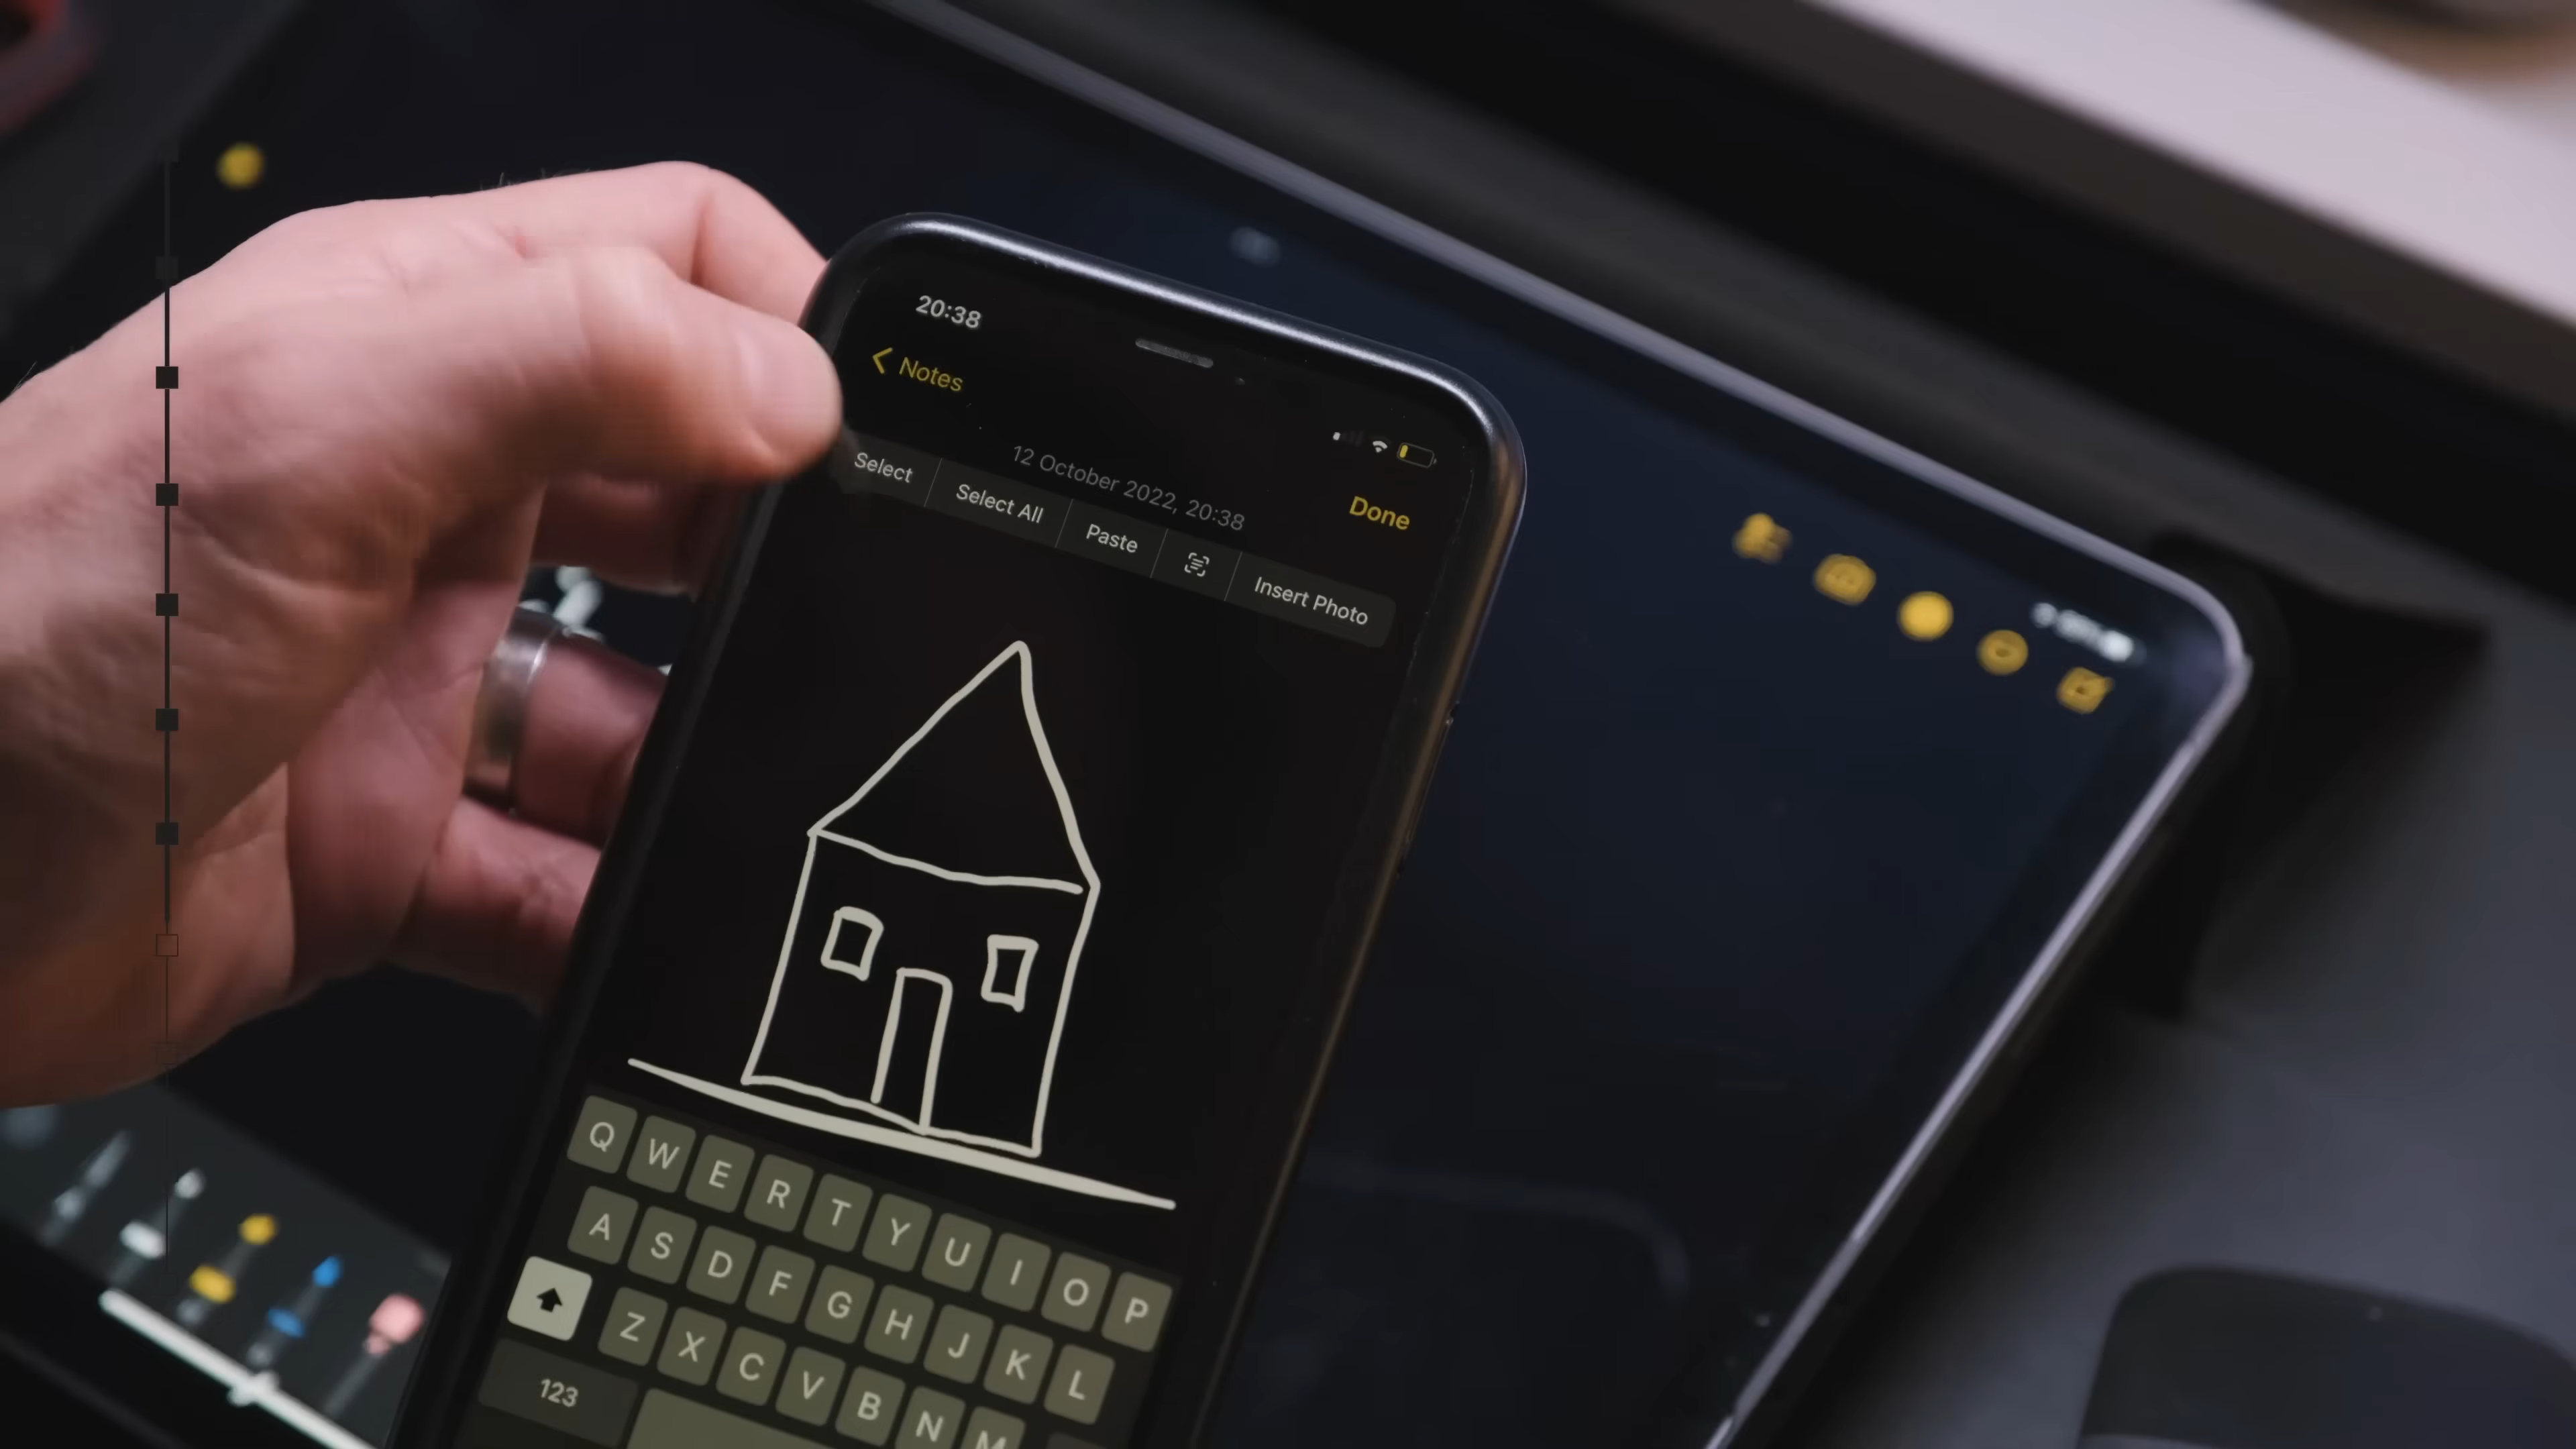 20:38
Notes
12 October 2022, 20:38
Done
Select
Select All
Paste
Insert Photo
Q W E R T Y U I O P
A S D F G H J K L
Z X C V B N M
123